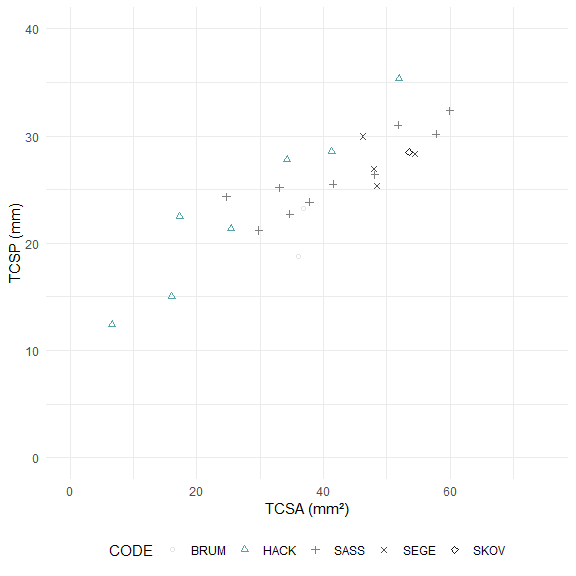 40
30
20
10
0
TCSP (mm)
0 20 40 60
TCSA (mm²)
CODE BRUM HACK SASS SEGE SKOV